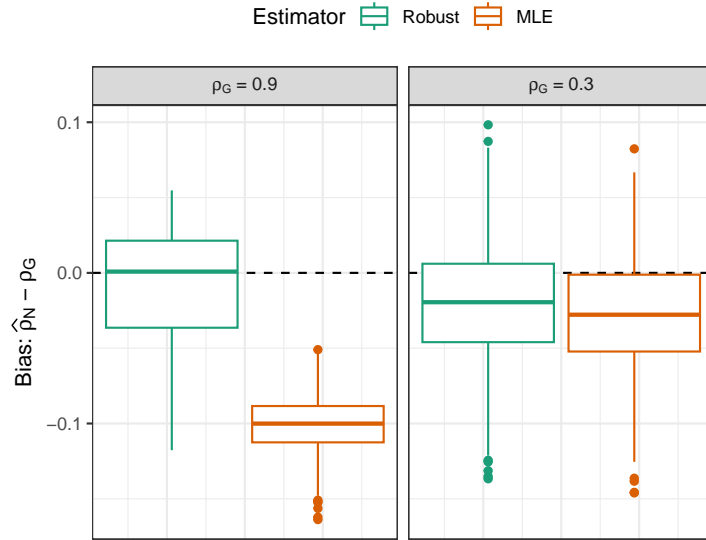 Estimator Robust MLE
ρG = 0.9 ρG = 0.3
Bias: ρ̂N − ρG
0.1
0.0
−0.1